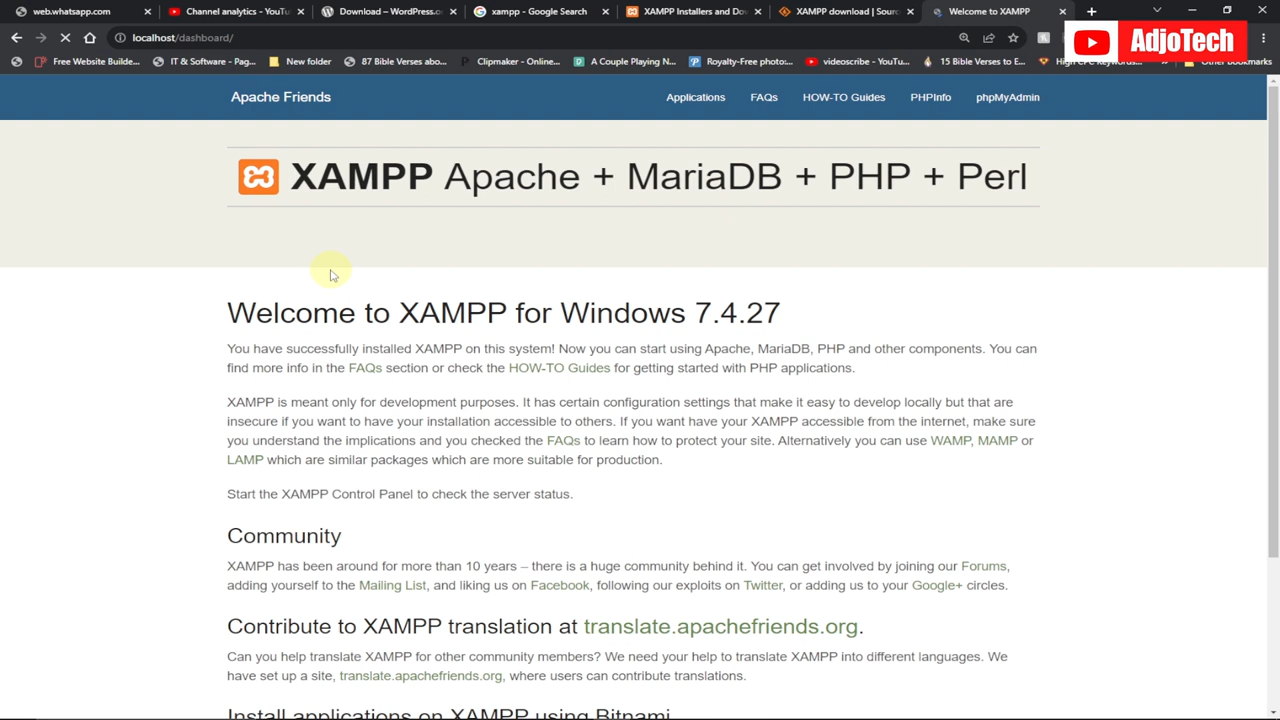 web.whatsapp.com
Channel analytics - YouTu
Download – WordPress.o
xampp - Google Search
XAMPP Installers and Do
XAMPP download | Sour
Welcome to XAMPP
localhost/dashboard/
AdjoTech
Free Website Builde...
IT & Software - Pag...
New folder
87 Bible Verses abo...
Clipmaker - Online...
A Couple Playing N...
Royalty-Free photo:...
videoscribe - YouTu...
15 Bible Verses to E...
High CPC Keywords...
Other bookmarks
Apache Friends
Applications
FAQs
HOW-TO Guides
PHPInfo
phpMyAdmin
XAMPP Apache + MariaDB + PHP + Perl
Welcome to XAMPP for Windows 7.4.27
You have successfully installed XAMPP on this system! Now you can start using Apache, MariaDB, PHP and other components. You can
find more info in the FAQs section or check the HOW-TO Guides for getting started with PHP applications.
XAMPP is meant only for development purposes. It has certain configuration settings that make it easy to develop locally but that are
insecure if you want to have your installation accessible to others. If you want have your XAMPP accessible from the internet, make sure
you understand the implications and you checked the FAQs to learn how to protect your site. Alternatively you can use WAMP, MAMP or
LAMP which are similar packages which are more suitable for production.
Start the XAMPP Control Panel to check the server status.
Community
XAMPP has been around for more than 10 years – there is a huge community behind it. You can get involved by joining our Forums,
adding yourself to the Mailing List, and liking us on Facebook, following our exploits on Twitter, or adding us to your Google+ circles.
Contribute to XAMPP translation at translate.apachefriends.org.
Can you help translate XAMPP for other community members? We need your help to translate XAMPP into different languages. We
have set up a site, translate.apachefriends.org, where users can contribute translations.
Install applications on XAMPP using Bitnami